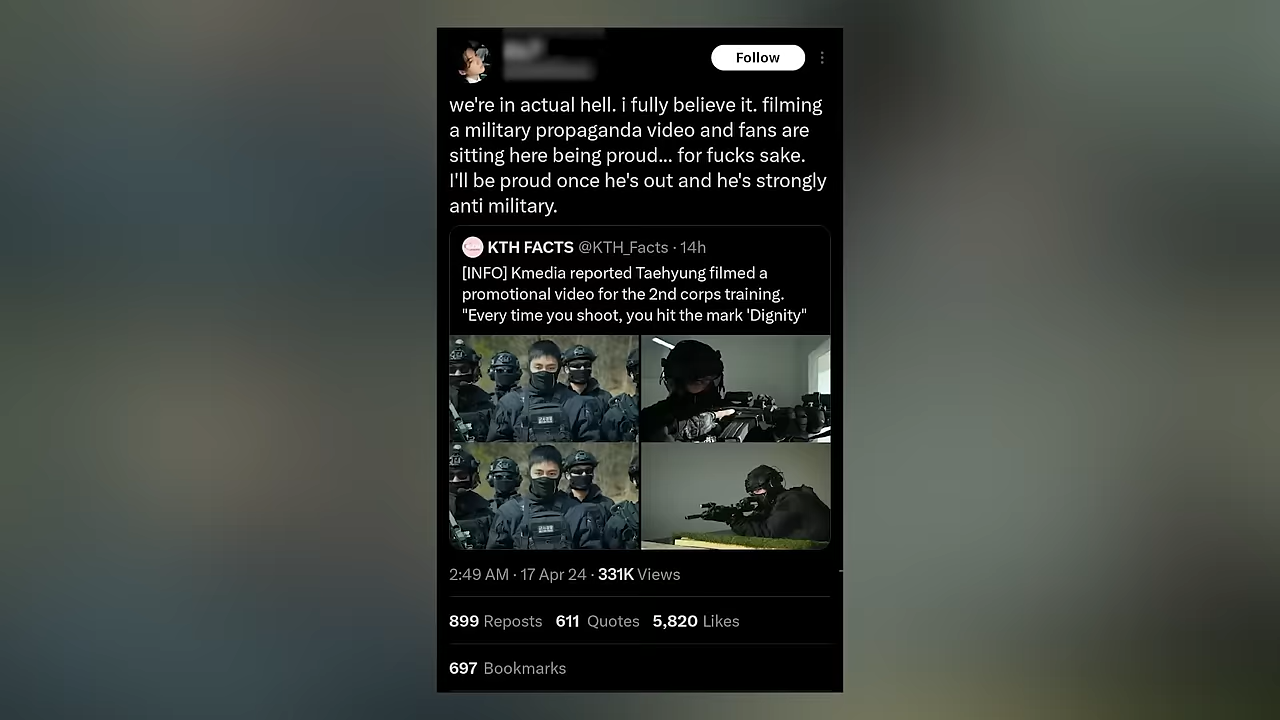 Follow
we're in actual hell. i fully believe it. filming
a military propaganda video and fans are
sitting here being proud... for fucks sake.
I'll be proud once he's out and he's strongly
anti military.
KTH FACTS @KTH_Facts · 14h
[INFO] Kmedia reported Taehyung filmed a
promotional video for the 2nd corps training.
"Every time you shoot, you hit the mark 'Dignity"
2:49 AM · 17 Apr 24 · 331K Views
899 Reposts 611 Quotes 5,820 Likes
697 Bookmarks